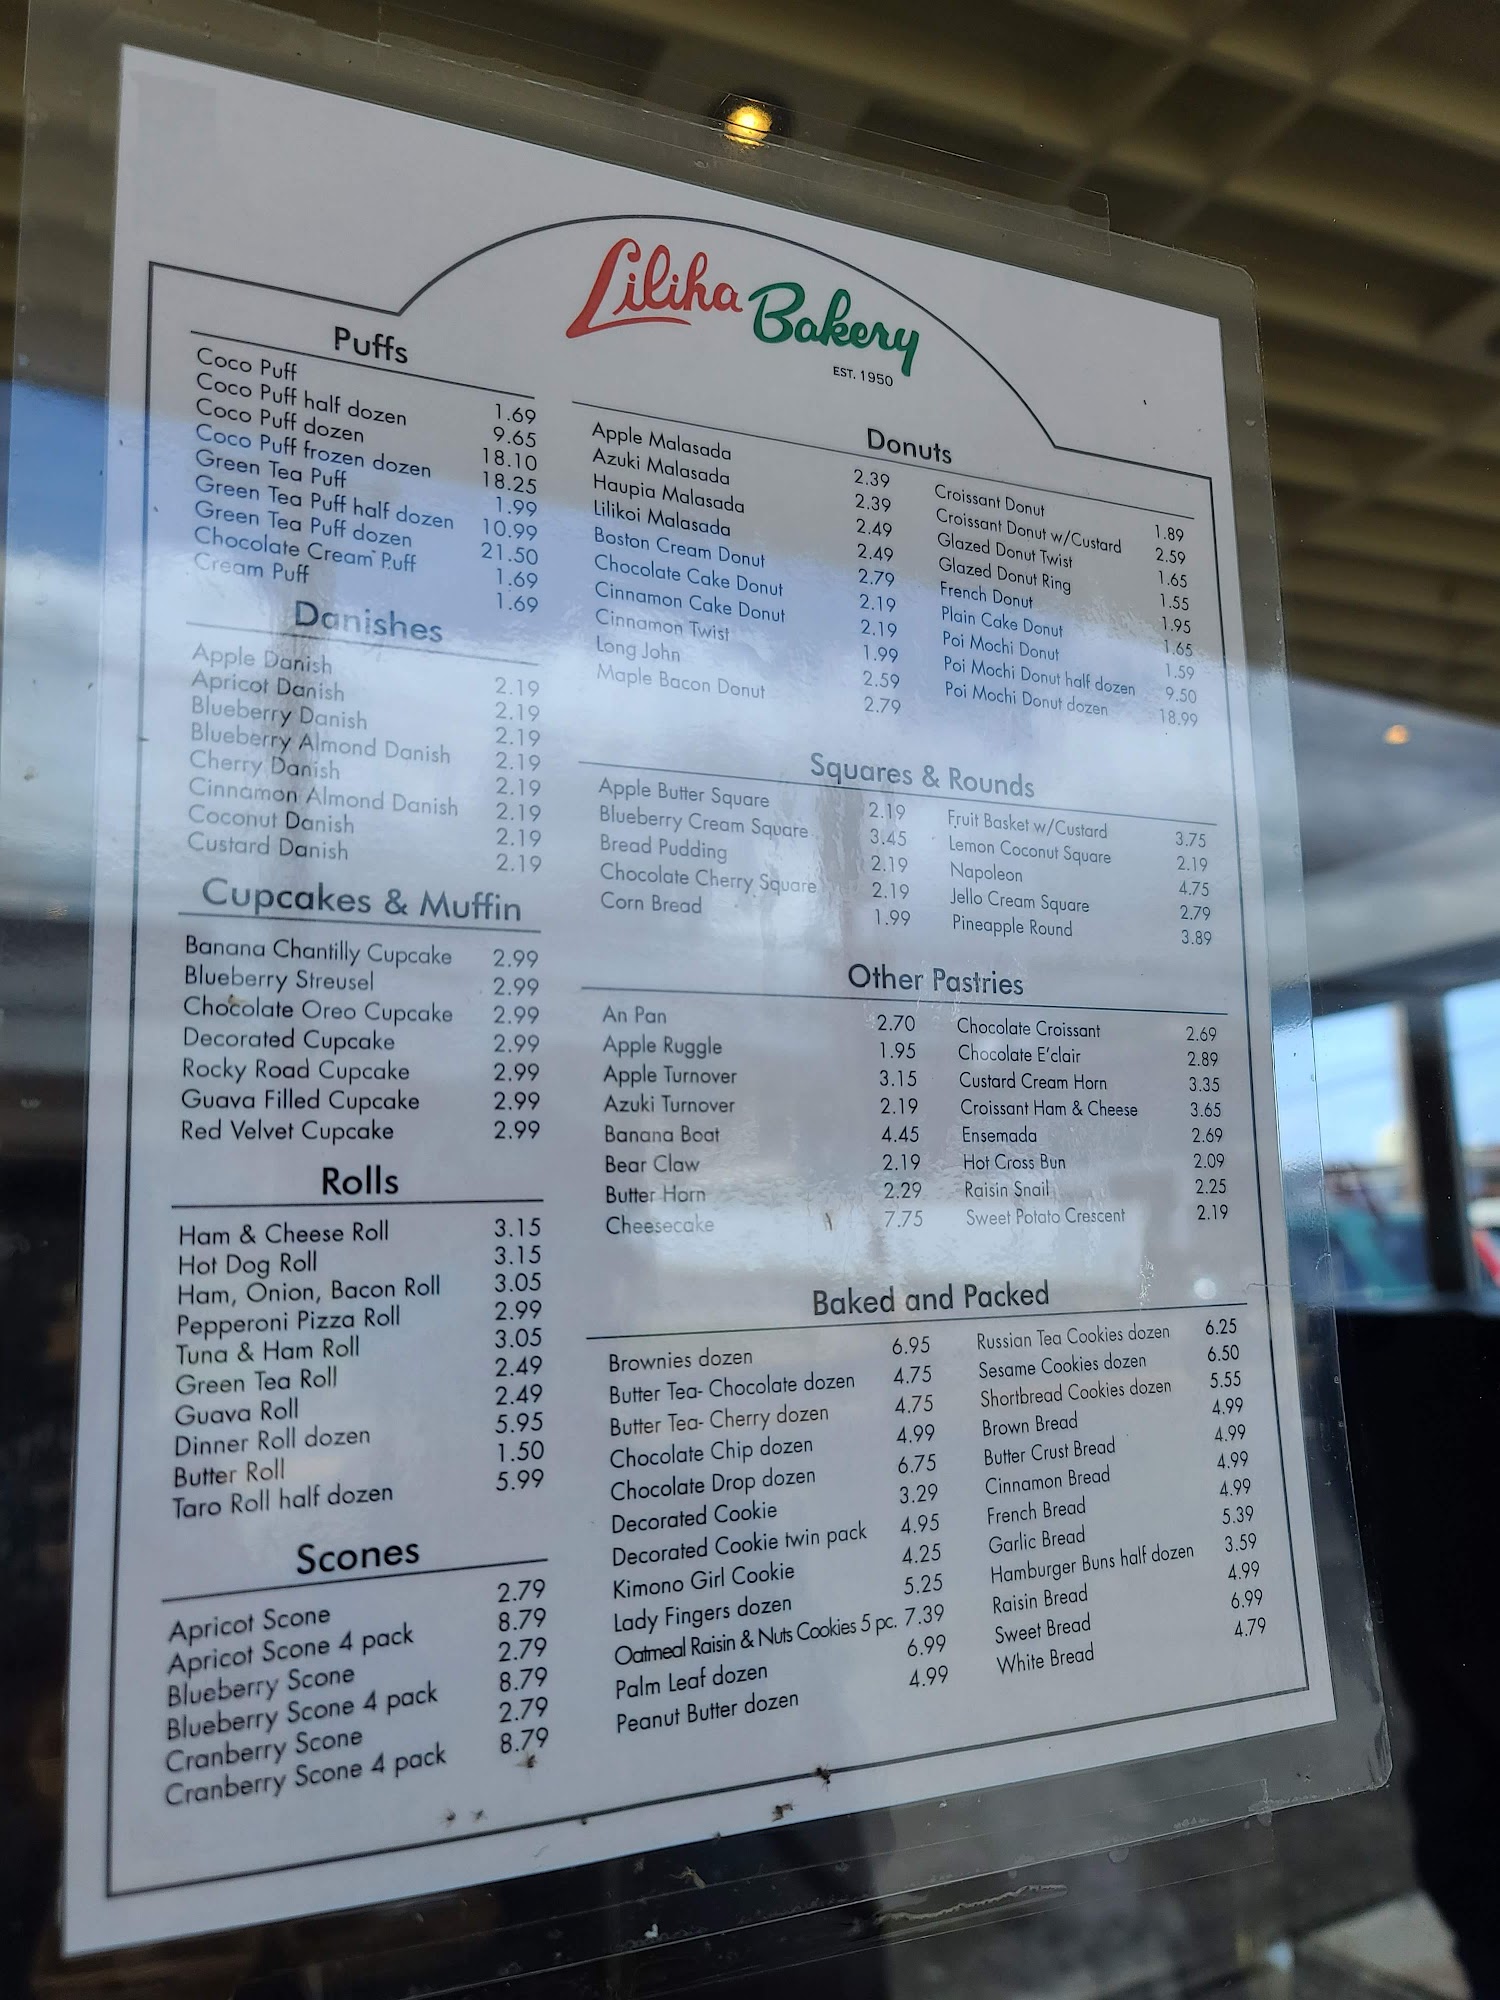 Liliha Bakery
EST. 1950
Puffs
Coco Puff 1.69
Coco Puff half dozen 9.65
Coco Puff dozen 18.10
Coco Puff frozen dozen 18.25
Green Tea Puff 1.99
Green Tea Puff half dozen 10.99
Green Tea Puff dozen 21.50
Chocolate Cream Puff 1.69
Cream Puff 1.69
Danishes
Apple Danish 2.19
Apricot Danish 2.19
Blueberry Danish 2.19
Blueberry Almond Danish 2.19
Cherry Danish 2.19
Cinnamon Almond Danish 2.19
Coconut Danish 2.19
Custard Danish 2.19
Cupcakes & Muffin
Banana Chantilly Cupcake 2.99
Blueberry Streusel 2.99
Chocolate Oreo Cupcake 2.99
Decorated Cupcake 2.99
Rocky Road Cupcake 2.99
Guava Filled Cupcake 2.99
Red Velvet Cupcake 2.99
Rolls
Ham & Cheese Roll 3.15
Hot Dog Roll 3.15
Ham, Onion, Bacon Roll 3.05
Pepperoni Pizza Roll 2.99
Tuna & Ham Roll 3.05
Green Tea Roll 2.49
Guava Roll 2.49
Dinner Roll dozen 5.95
Butter Roll 1.50
Taro Roll half dozen 5.99
Scones
Apricot Scone 2.79
Apricot Scone 4 pack 8.79
Blueberry Scone 2.79
Blueberry Scone 4 pack 8.79
Cranberry Scone 2.79
Cranberry Scone 4 pack 8.79
Donuts
Apple Malasada 2.39
Azuki Malasada 2.39
Haupia Malasada 2.49
Lilikoi Malasada 2.49
Boston Cream Donut 2.79
Chocolate Cake Donut 2.19
Cinnamon Cake Donut 2.19
Cinnamon Twist 1.99
Long John 2.59
Maple Bacon Donut 2.79
Croissant Donut 1.89
Croissant Donut w/Custard 2.59
Glazed Donut Twist 1.65
Glazed Donut Ring 1.55
French Donut 1.95
Plain Cake Donut 1.65
Poi Mochi Donut 1.59
Poi Mochi Donut half dozen 9.50
Poi Mochi Donut dozen 18.99
Squares & Rounds
Apple Butter Square 2.19
Blueberry Cream Square 3.45
Bread Pudding 2.19
Chocolate Cherry Square 2.19
Corn Bread 1.99
Fruit Basket w/Custard 3.75
Lemon Coconut Square 2.19
Napoleon 4.75
Jello Cream Square 2.79
Pineapple Round 3.89
Other Pastries
An Pan 2.70
Apple Ruggle 1.95
Apple Turnover 3.15
Azuki Turnover 2.19
Banana Boat 4.45
Bear Claw 2.19
Butter Horn 2.29
Cheesecake 7.75
Chocolate Croissant 2.69
Chocolate E'clair 2.89
Custard Cream Horn 3.35
Croissant Ham & Cheese 3.65
Ensemada 2.69
Hot Cross Bun 2.09
Raisin Snail 2.25
Sweet Potato Crescent 2.19
Baked and Packed
Brownies dozen 6.95
Butter Tea- Chocolate dozen 4.75
Butter Tea- Cherry dozen 4.75
Chocolate Chip dozen 4.99
Chocolate Drop dozen 6.75
Decorated Cookie 3.29
Decorated Cookie twin pack 4.95
Kimono Girl Cookie 4.25
Lady Fingers dozen 5.25
Oatmeal Raisin & Nuts Cookies 5 pc. 7.39
Palm Leaf dozen 6.99
Peanut Butter dozen 4.99
Russian Tea Cookies dozen 6.25
Sesame Cookies dozen 6.50
Shortbread Cookies dozen 5.55
Brown Bread 4.99
Butter Crust Bread 4.99
Cinnamon Bread 4.99
French Bread 4.99
Garlic Bread 5.39
Hamburger Buns half dozen 3.59
Raisin Bread 4.99
Sweet Bread 6.99
White Bread 4.79